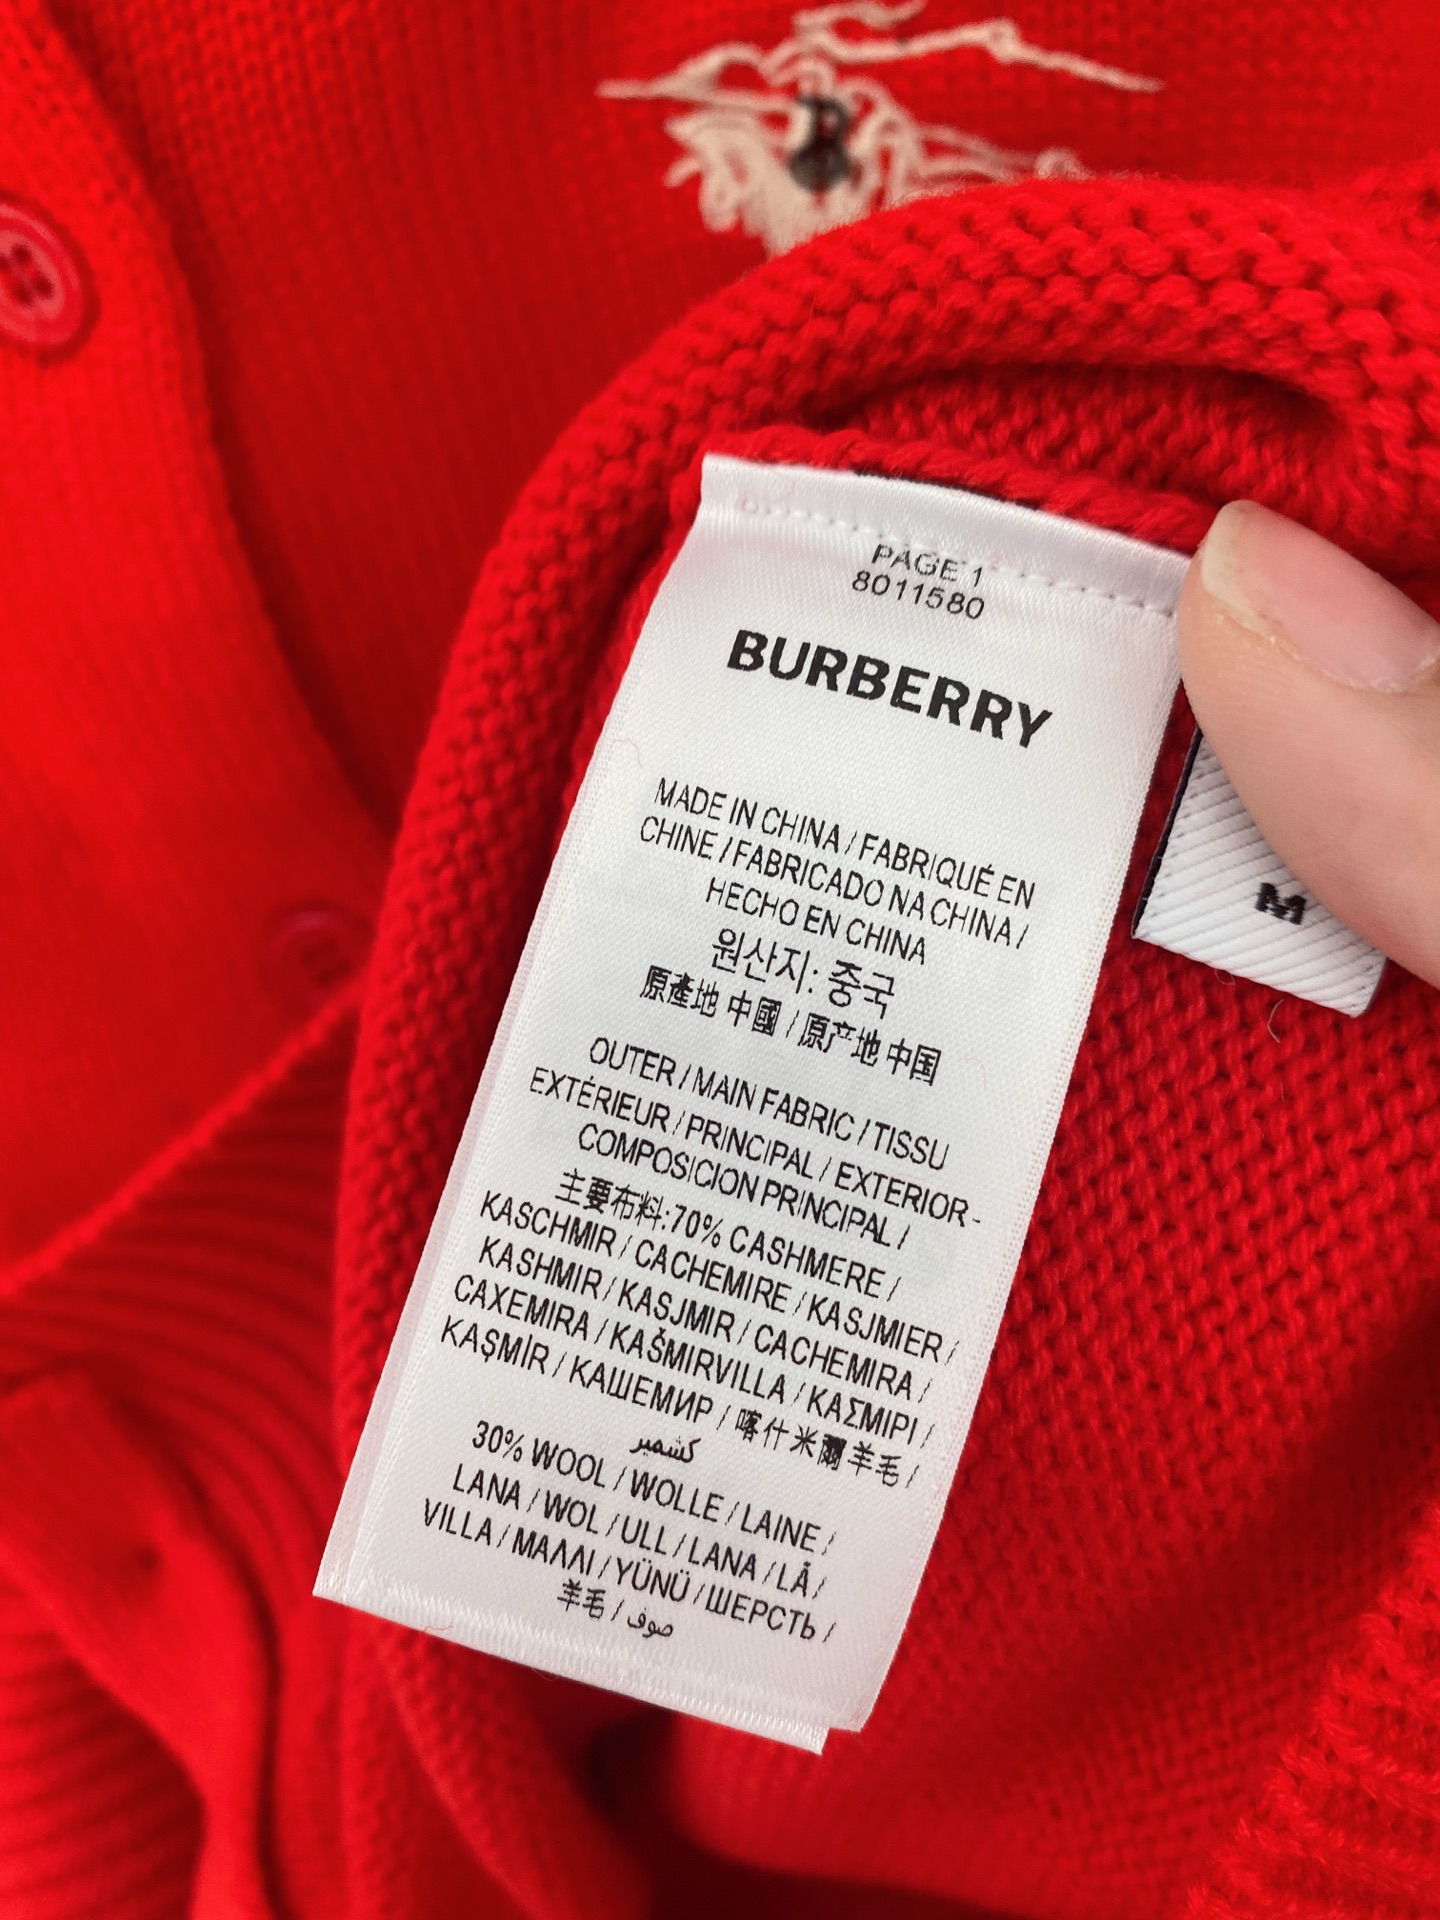 PAGE 1
8011580
BURBERRY
MADE IN CHINA / FABRIQUÉ EN
CHINE / FABRICADO NA CHINA /
HECHO EN CHINA
원산지: 중국
原產地 中國 / 原产地 中国
OUTER / MAIN FABRIC / TISSU
EXTÉRIEUR / PRINCIPAL / EXTERIOR -
COMPOSICION PRINCIPAL /
主要布料:70% CASHMERE /
KASCHMIR / CACHEMIRE / KASJMIER /
KASHMIR / KASJMIR / CACHEMIRA /
CAXEMIRA / KAŠMIRVILLA / ΚΑΣΜΙΡΙ /
KAŞMİR / КАШЕМИР / 喀什米爾羊毛 /
كشمير
30% WOOL / WOLLE / LAINE /
LANA / WOL / ULL / LANA / LÃ /
VILLA / ΜΑΛΛΙ / YÜNÜ / ШЕРСТЬ /
羊毛 / صوف
M